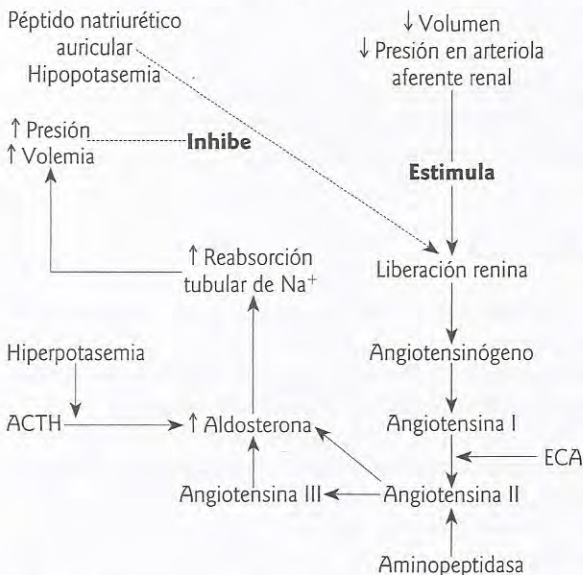 Péptido natriurético
auricular
Hipopotasemia
↓ Volumen
↓ Presión en arteriola
aferente renal
↑ Presión
↑ Volemia
Inhibe
Estimula
↑ Reabsorción
tubular de Na⁺
Liberación renina
Hiperpotasemia
Angiotensinógeno
ACTH
↑ Aldosterona
Angiotensina I
ECA
Angiotensina III
Angiotensina II
Aminopeptidasa